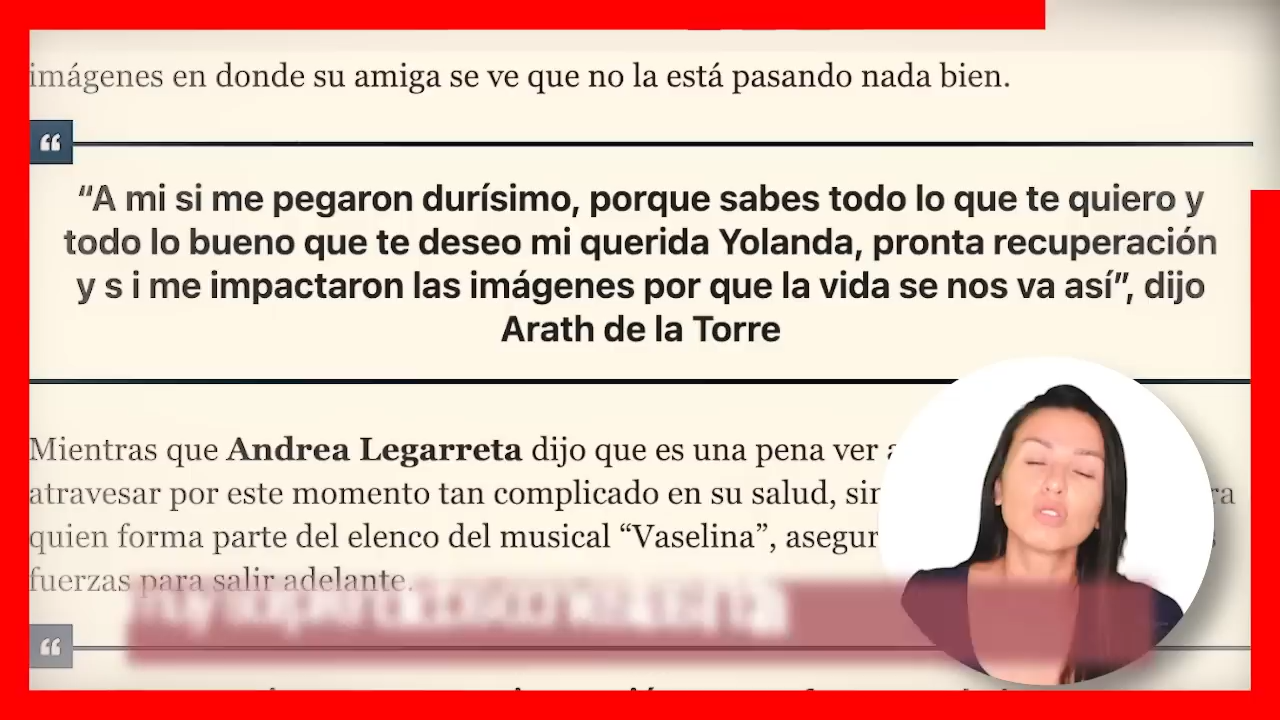 imágenes en donde su amiga se ve que no la está pasando nada bien.
“
“A mi si me pegaron durísimo, porque sabes todo lo que te quiero y
todo lo bueno que te deseo mi querida Yolanda, pronta recuperación
y s i me impactaron las imágenes por que la vida se nos va así”, dijo
Arath de la Torre
Mientras que Andrea Legarreta dijo que es una pena ver
atravesar por este momento tan complicado en su salud,
quien forma parte del elenco del musical “Vaselina”,
fuerzas para salir adelante.
“